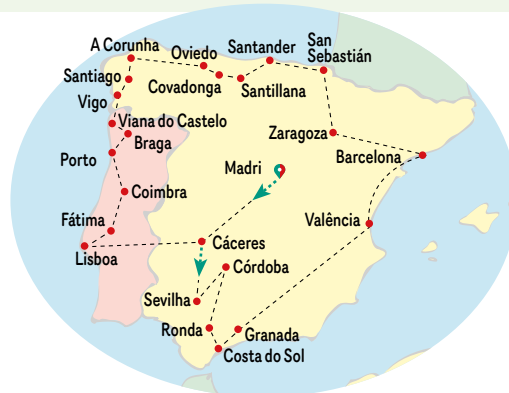 A Corunha
Oviedo
Santander
San
Sebastián
Santiago
Covadonga
Santillana
Vigo
Viana do Castelo
Braga
Zaragoza
Porto
Madri
Barcelona
Coimbra
Fátima
Valência
Lisboa
Cáceres
Córdoba
Sevilha
Ronda
Granada
Costa do Sol